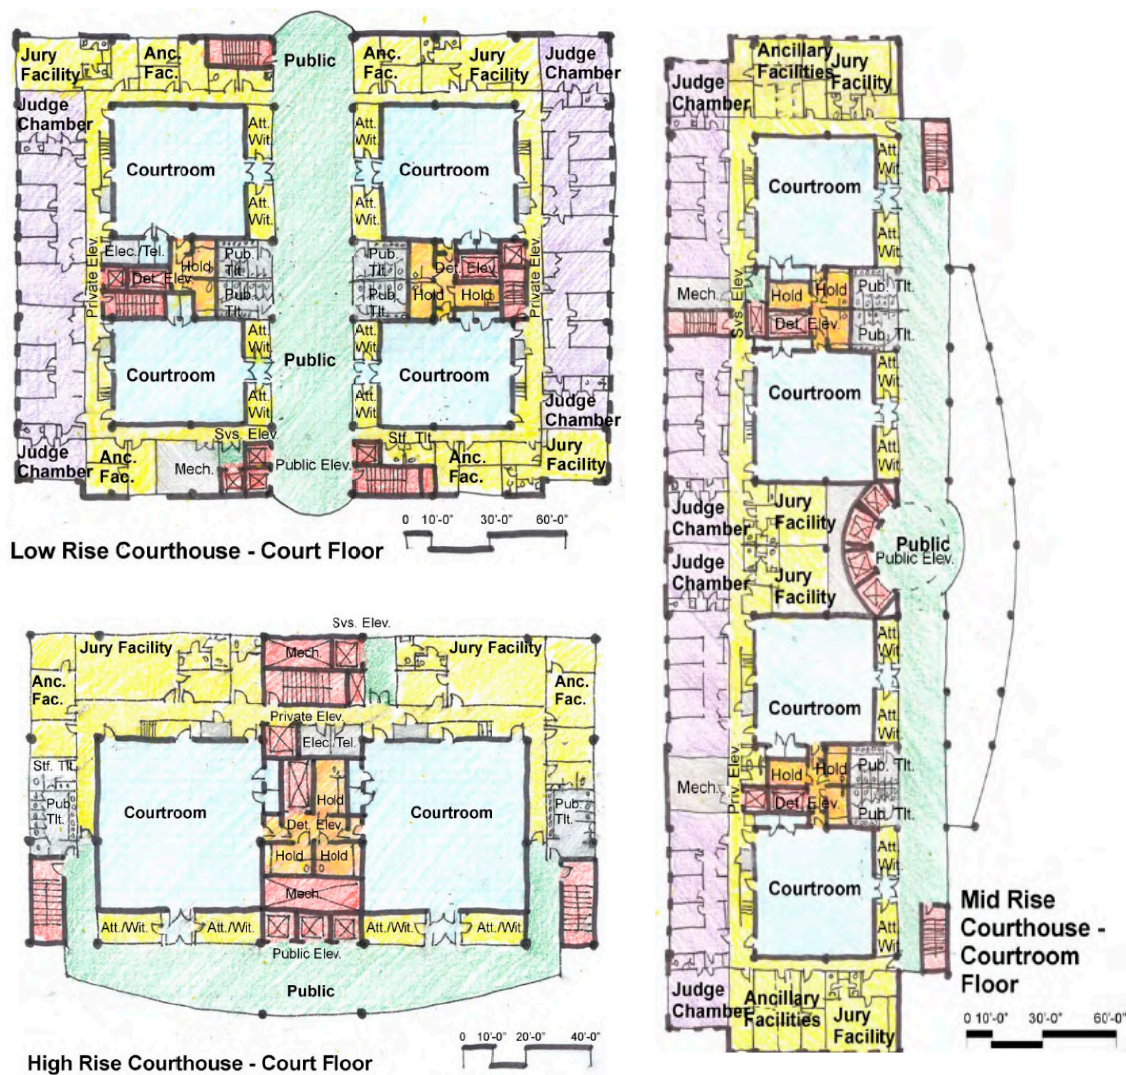 Jury
Facility
Anc.
Fac.
Public
Anc.
Fac.
Jury
Facility
Judge
Chamber
Judge
Chamber
Att.
Wit.
Att.
Wit.
Courtroom
Courtroom
Att.
Wit.
Att.
Wit.
Private Elev.
Elec./Tel.
Hold
Pub.
Tlt.
Det. Elev.
Pub.
Tlt.
Pub.
Tlt.
Det. Elev.
Pub.
Tlt.
Hold
Hold
Private Elev.
Att.
Wit.
Public
Att.
Wit.
Courtroom
Courtroom
Att.
Wit.
Att.
Wit.
Judge
Chamber
Svs. Elev.
Stf. Tlt.
Judge
Chamber
Anc.
Fac.
Mech.
Public Elev.
Anc.
Fac.
Jury
Facility
0 10'-0" 30'-0" 60'-0"
Low Rise Courthouse - Court Floor
Svs. Elev.
Jury Facility
Mech.
Jury Facility
Anc.
Fac.
Anc.
Fac.
Private Elev.
Elec./Tel.
Stf. Tlt.
Pub.
Tlt.
Courtroom
Hold
Courtroom
Pub.
Tlt.
Det. Elev.
Hold
Hold
Mech.
Att./Wit.
Att./Wit.
Att./Wit.
Att./Wit.
Public Elev.
Public
0 10'-0" 20'-0" 40'-0"
High Rise Courthouse - Court Floor
Ancillary
Facilities
Jury
Facility
Judge
Chamber
Att.
Wit.
Courtroom
Att.
Wit.
Mech.
Svs. Elev.
Hold
Hold
Pub. Tlt.
Det. Elev.
Pub. Tlt.
Att.
Wit.
Courtroom
Att.
Wit.
Judge
Chamber
Jury
Facility
Public
Public Elev.
Judge
Chamber
Jury
Facility
Att.
Wit.
Courtroom
Att.
Wit.
Mech.
Priv. Elev.
Hold
Hold
Pub. Tlt.
Det. Elev.
Pub. Tlt.
Att.
Wit.
Courtroom
Att.
Wit.
Judge
Chamber
Ancillary
Facilities
Jury
Facility
Mid Rise
Courthouse -
Courtroom
Floor
0 10'-0" 30'-0" 60'-0"